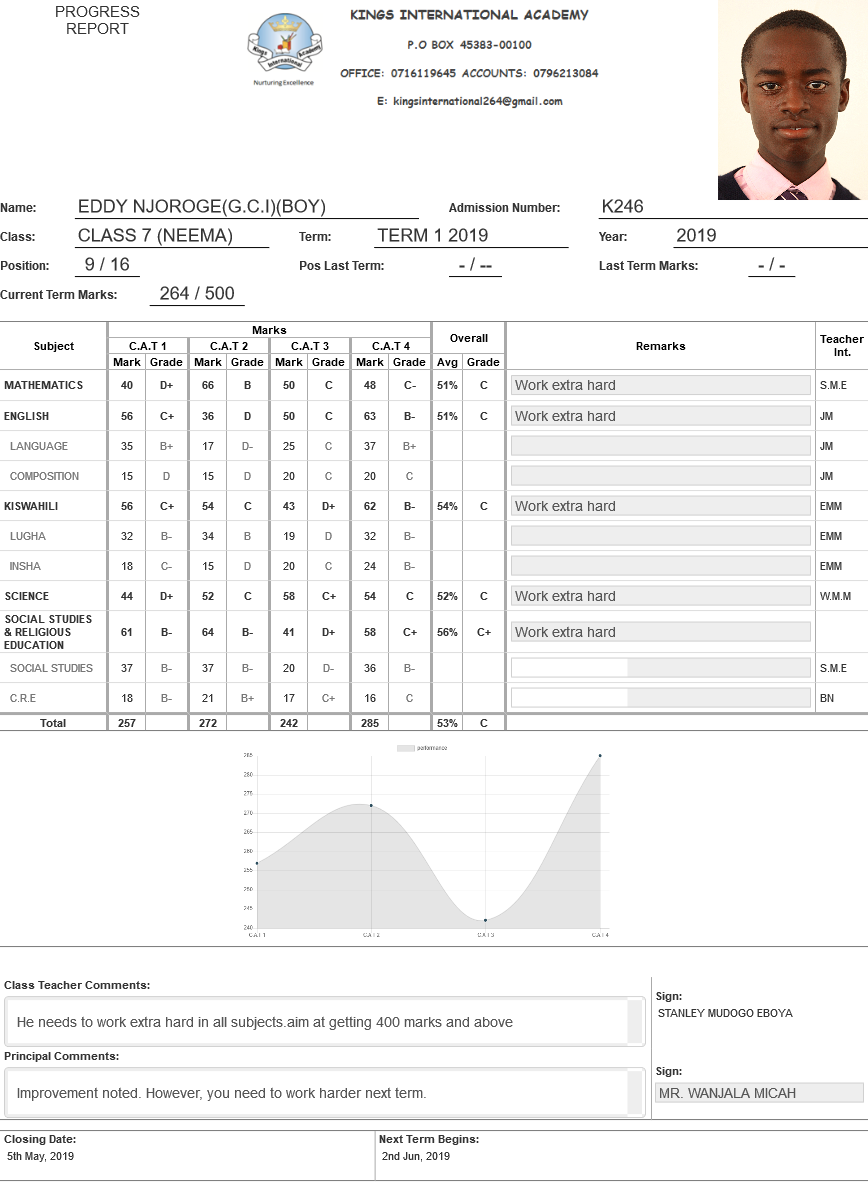 PROGRESS
REPORT
KINGS INTERNATIONAL ACADEMY
P.O BOX 45383-00100
OFFICE: 0716119645 ACCOUNTS: 0796213084
E: kingsinternational264@gmail.com
Kings International Academy
Nurturing Excellence
Name: EDDY NJOROGE(G.C.I)(BOY) Admission Number: K246
Class: CLASS 7 (NEEMA) Term: TERM 1 2019 Year: 2019
Position: 9 / 16 Pos Last Term: - / -- Last Term Marks: - / -
Current Term Marks: 264 / 500
Subject Marks Overall Remarks Teacher Int.
C.A.T 1 C.A.T 2 C.A.T 3 C.A.T 4
Mark Grade Mark Grade Mark Grade Mark Grade Avg Grade
MATHEMATICS 40 D+ 66 B 50 C 48 C- 51% C Work extra hard S.M.E
ENGLISH 56 C+ 36 D 50 C 63 B- 51% C Work extra hard JM
LANGUAGE 35 B+ 17 D- 25 C 37 B+ JM
COMPOSITION 15 D 15 D 20 C 20 C JM
KISWAHILI 56 C+ 54 C 43 D+ 62 B- 54% C Work extra hard EMM
LUGHA 32 B- 34 B 19 D 32 B- EMM
INSHA 18 C- 15 D 20 C 24 B- EMM
SCIENCE 44 D+ 52 C 58 C+ 54 C 52% C Work extra hard W.M.M
SOCIAL STUDIES
& RELIGIOUS
EDUCATION 61 B- 64 B- 41 D+ 58 C+ 56% C+ Work extra hard
SOCIAL STUDIES 37 B- 37 B- 20 D- 36 B- S.M.E
C.R.E 18 B- 21 B+ 17 C+ 16 C BN
Total 257 272 242 285 53% C
performance
285
280
275
270
265
260
255
250
245
240
C.A.T 1 C.A.T 2 C.A.T 3 C.A.T 4
Class Teacher Comments:
He needs to work extra hard in all subjects.aim at getting 400 marks and above
Sign:
STANLEY MUDOGO EBOYA
Principal Comments:
Improvement noted. However, you need to work harder next term.
Sign:
MR. WANJALA MICAH
Closing Date: Next Term Begins:
5th May, 2019 2nd Jun, 2019